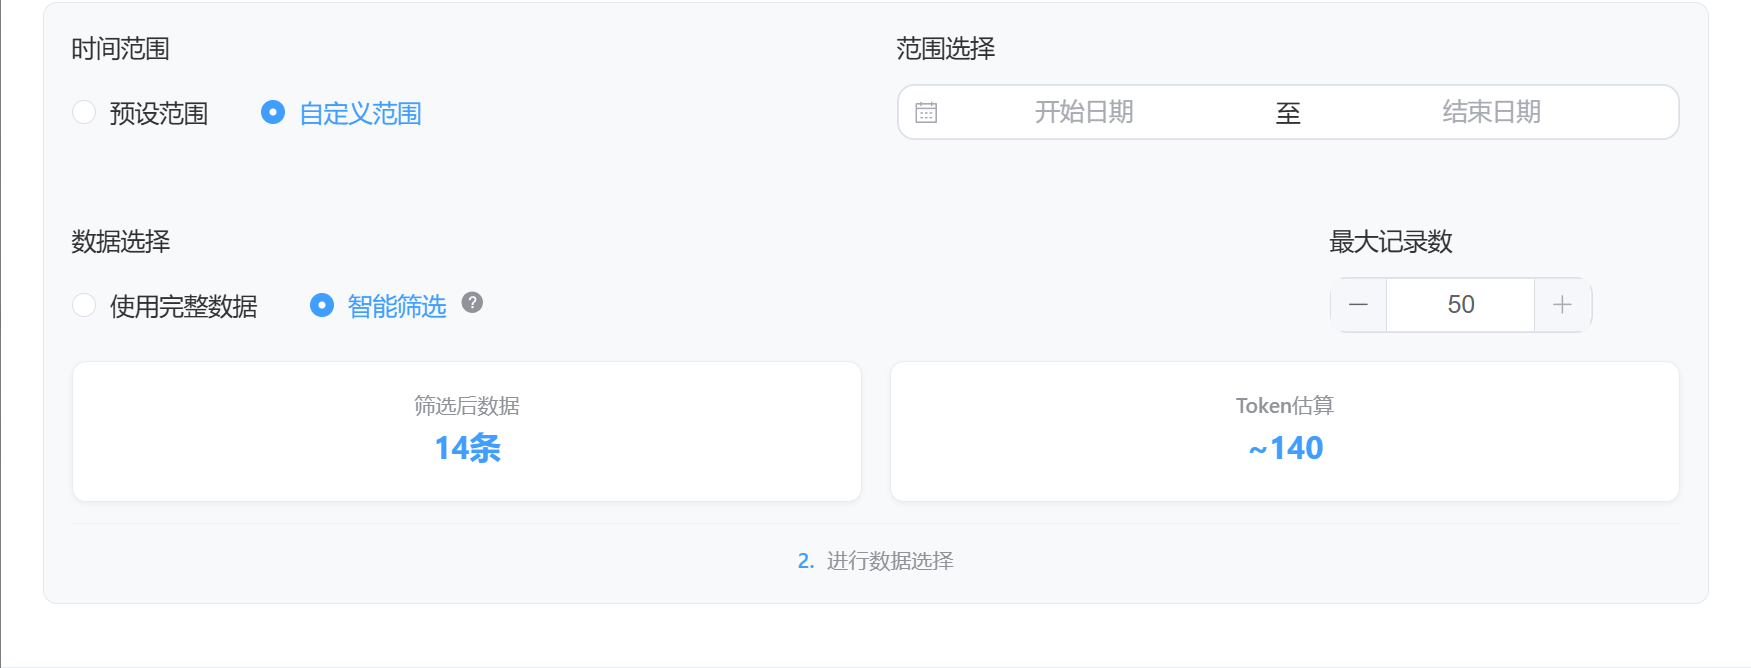 时间范围
范围选择
预设范围 自定义范围
开始日期 至 结束日期
数据选择
最大记录数
使用完整数据 智能筛选 ?
— 50 +
筛选后数据
14条
Token估算
~140
2. 进行数据选择